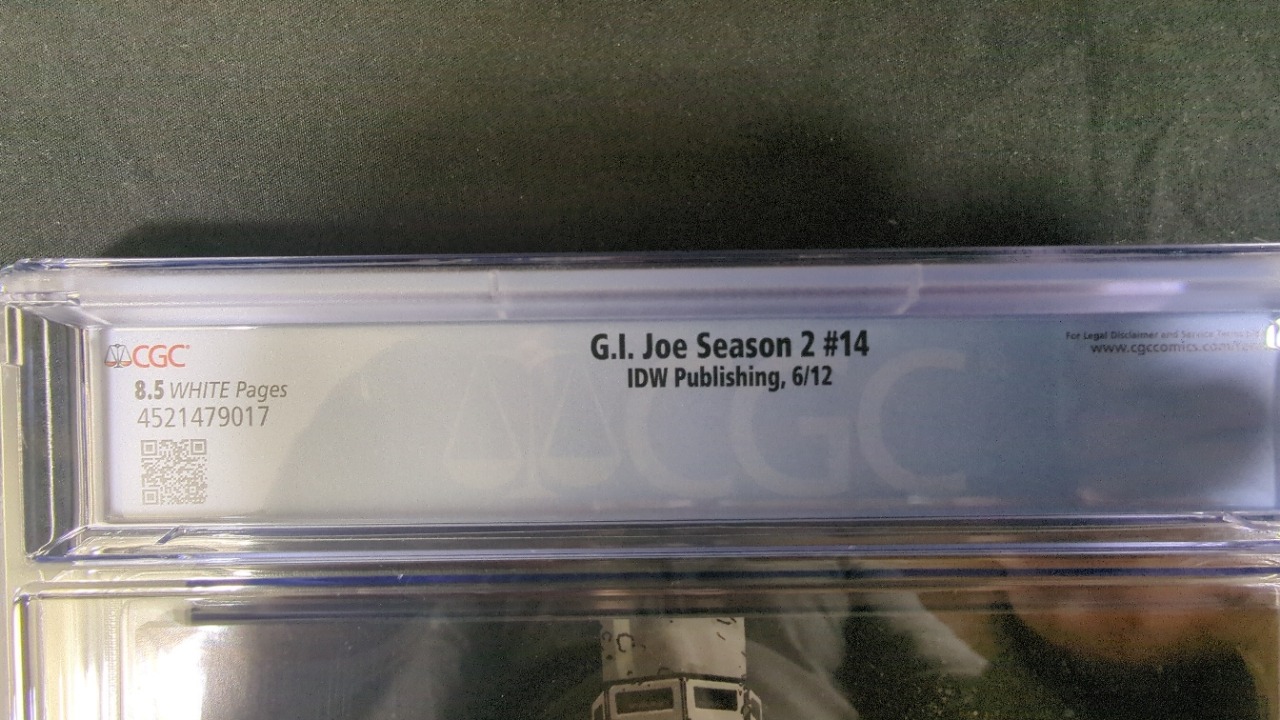 CGC
8.5 WHITE Pages
4521479017
G.I. Joe Season 2 #14
IDW Publishing, 6/12
For Legal Disclaimer and Service Terms
www.cgccomics.com
CGC